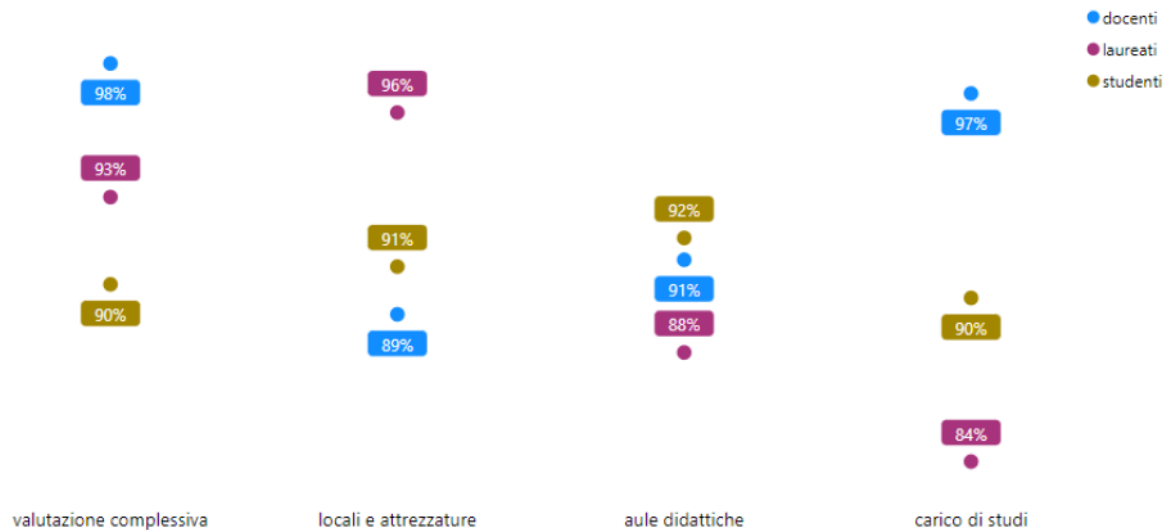 docenti
laureati
studenti
98%
93%
90%
96%
91%
89%
92%
91%
88%
97%
90%
84%
valutazione complessiva
locali e attrezzature
aule didattiche
carico di studi